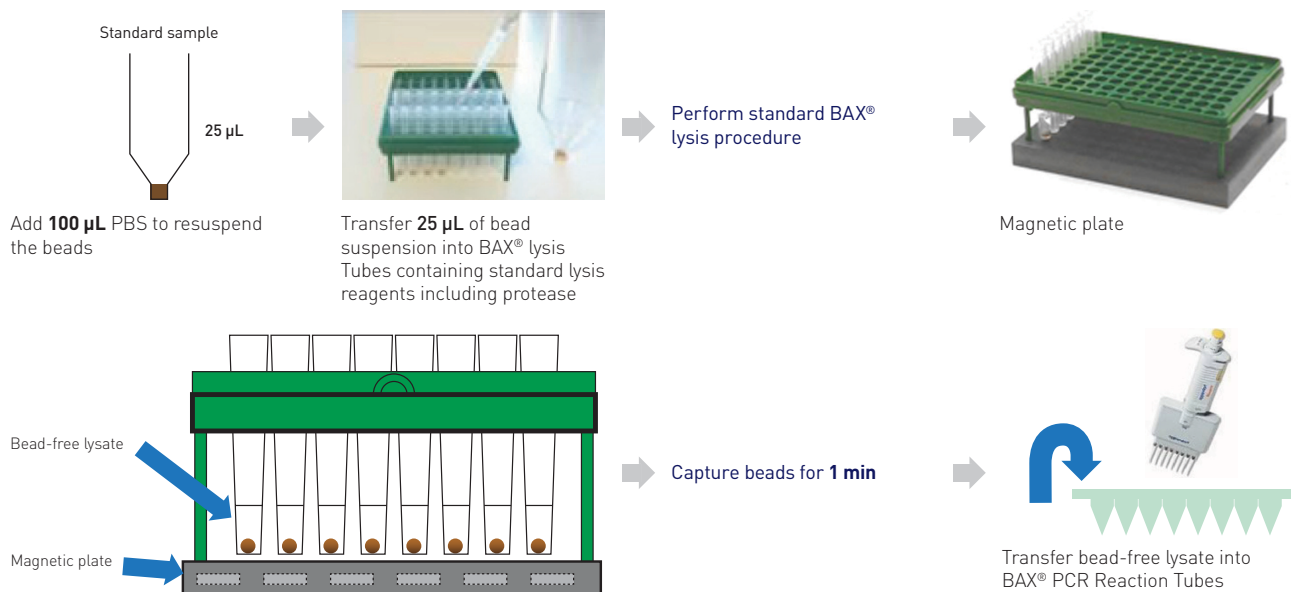 Standard sample
25 µL
Add 100 µL PBS to resuspend
the beads
Transfer 25 µL of bead
suspension into BAX® lysis
Tubes containing standard lysis
reagents including protease
Perform standard BAX®
lysis procedure
Magnetic plate
Bead-free lysate
Magnetic plate
Capture beads for 1 min
Transfer bead-free lysate into
BAX® PCR Reaction Tubes